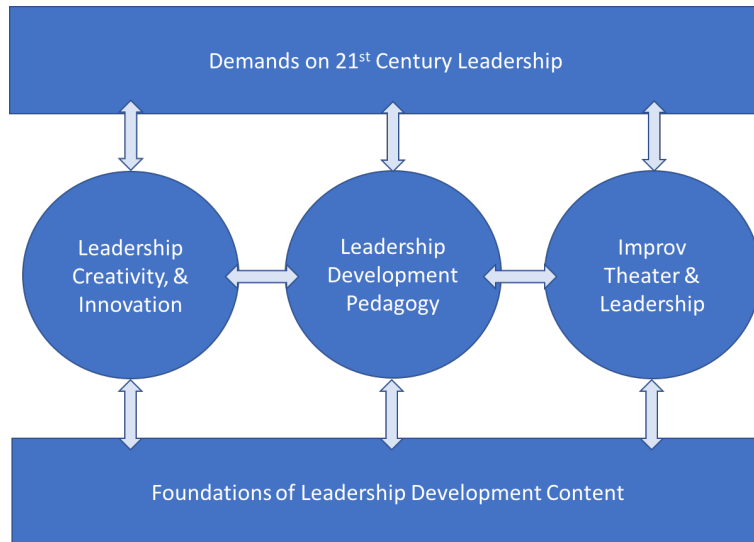 Demands on 21st Century Leadership
Leadership
Creativity, &
Innovation
Leadership
Development
Pedagogy
Improv
Theater &
Leadership
Foundations of Leadership Development Content